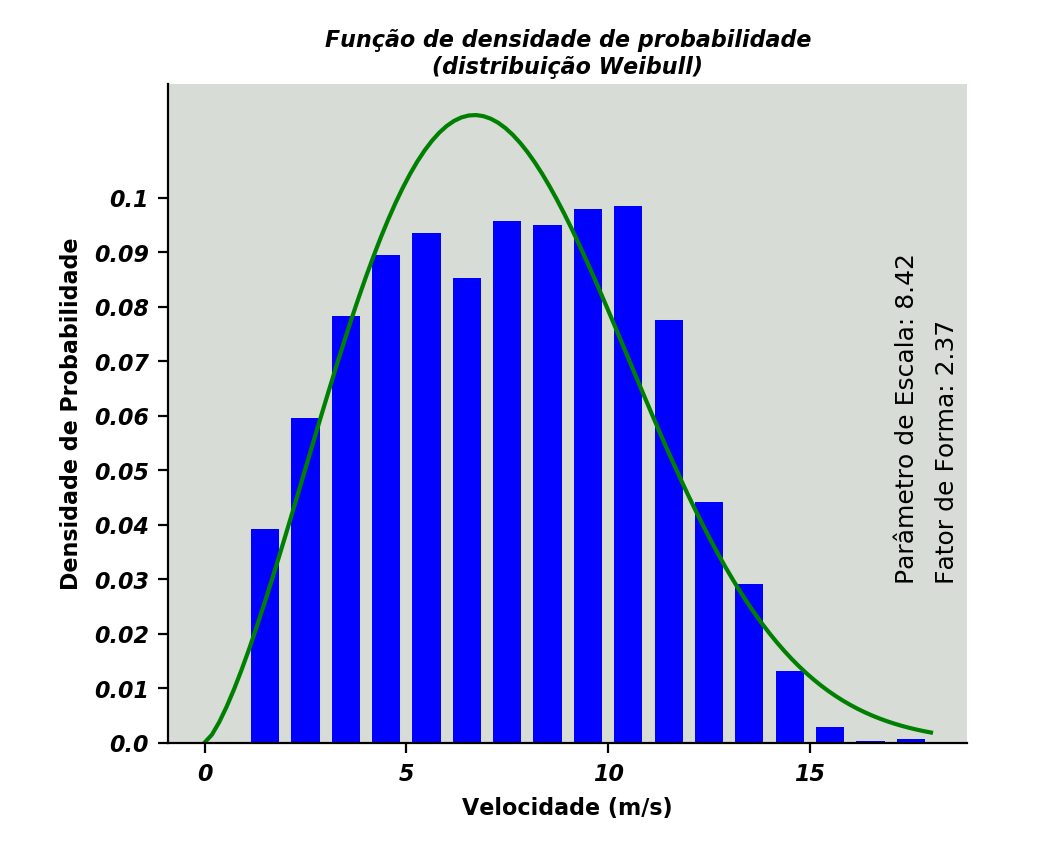 Função de densidade de probabilidade
(distribuição Weibull)
Densidade de Probabilidade
0.1
0.09
0.08
0.07
0.06
0.05
0.04
0.03
0.02
0.01
0.0
0
5
10
15
Velocidade (m/s)
Parâmetro de Escala: 8.42
Fator de Forma: 2.37